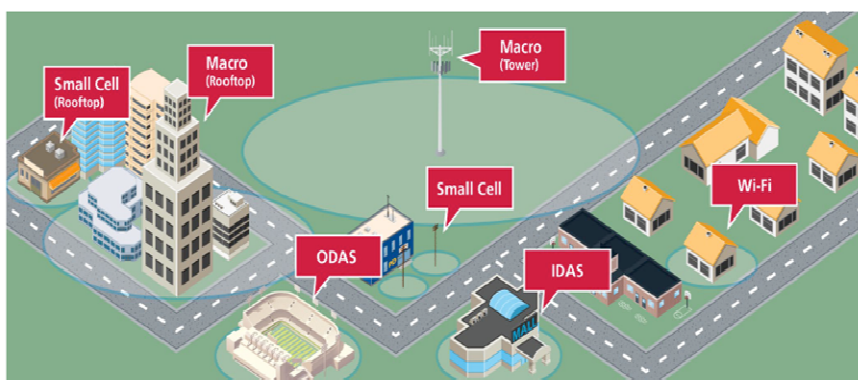 Macro
(Tower)
Macro
(Rooftop)
Small Cell
(Rooftop)
Small Cell
Wi-Fi
ODAS
IDAS
MALL